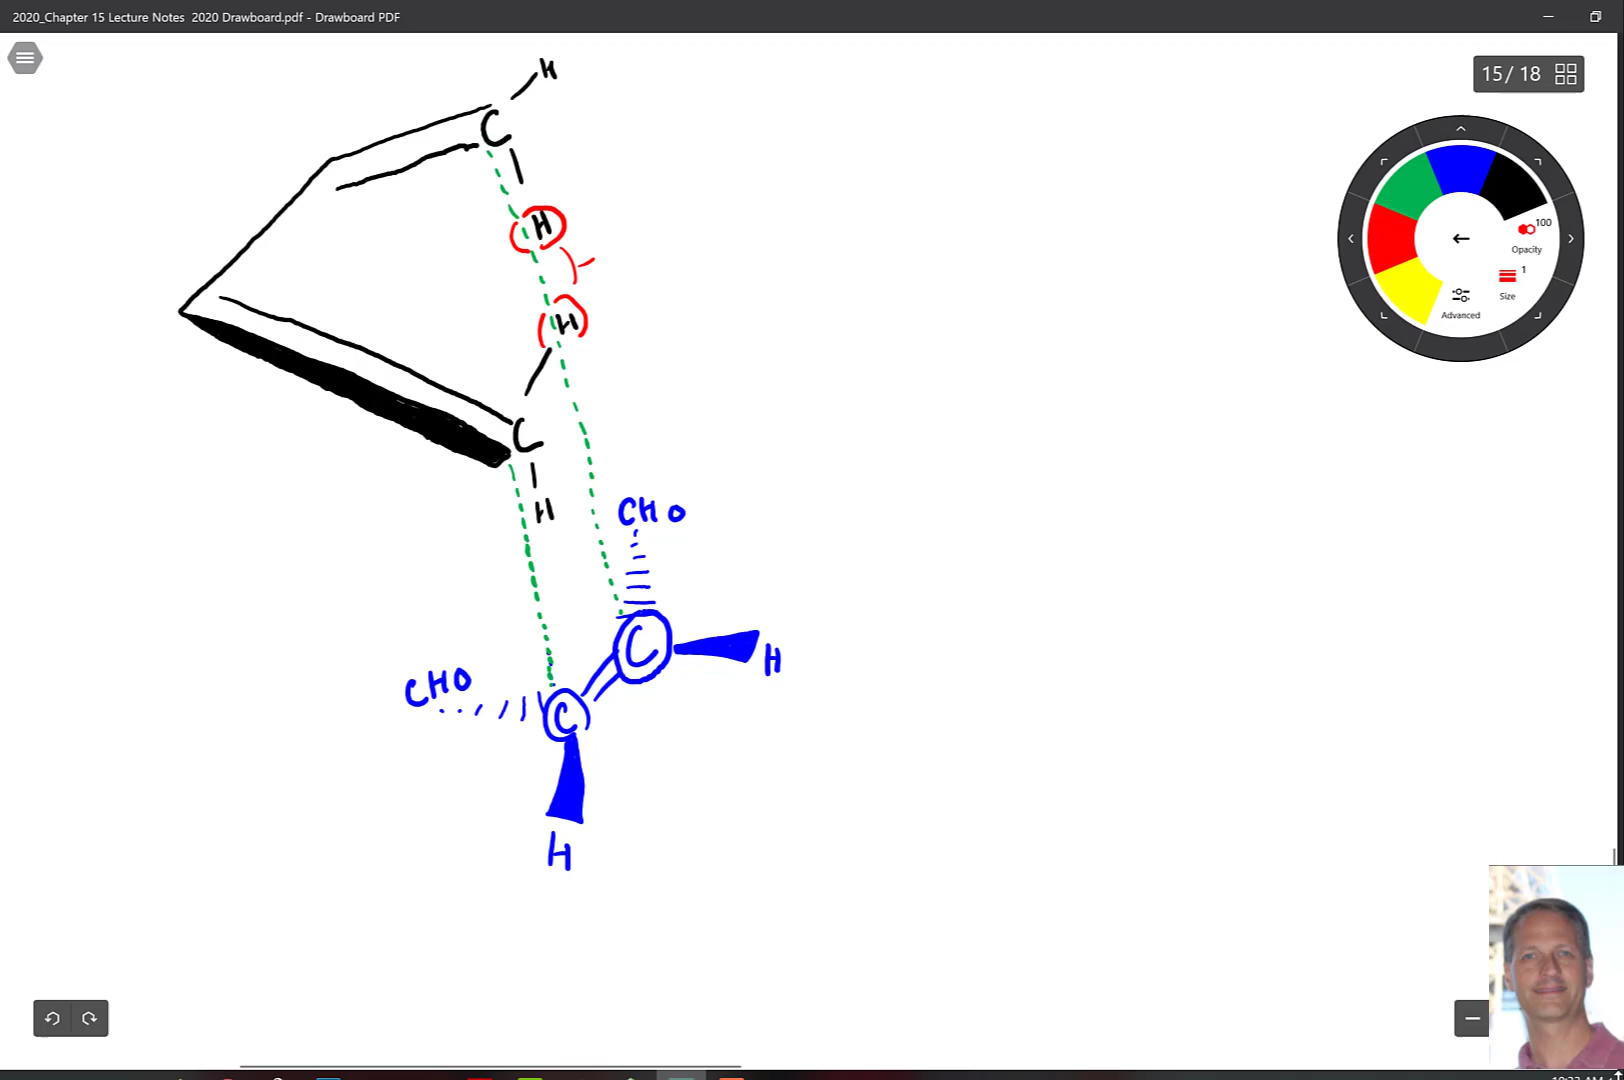 2020_Chapter 15 Lecture Notes 2020 Drawboard.pdf - Drawboard PDF
15 / 18
H
C
100
Opacity
H
1
Size
H
Advanced
C
H
CHO
C
H
CHO
C
H